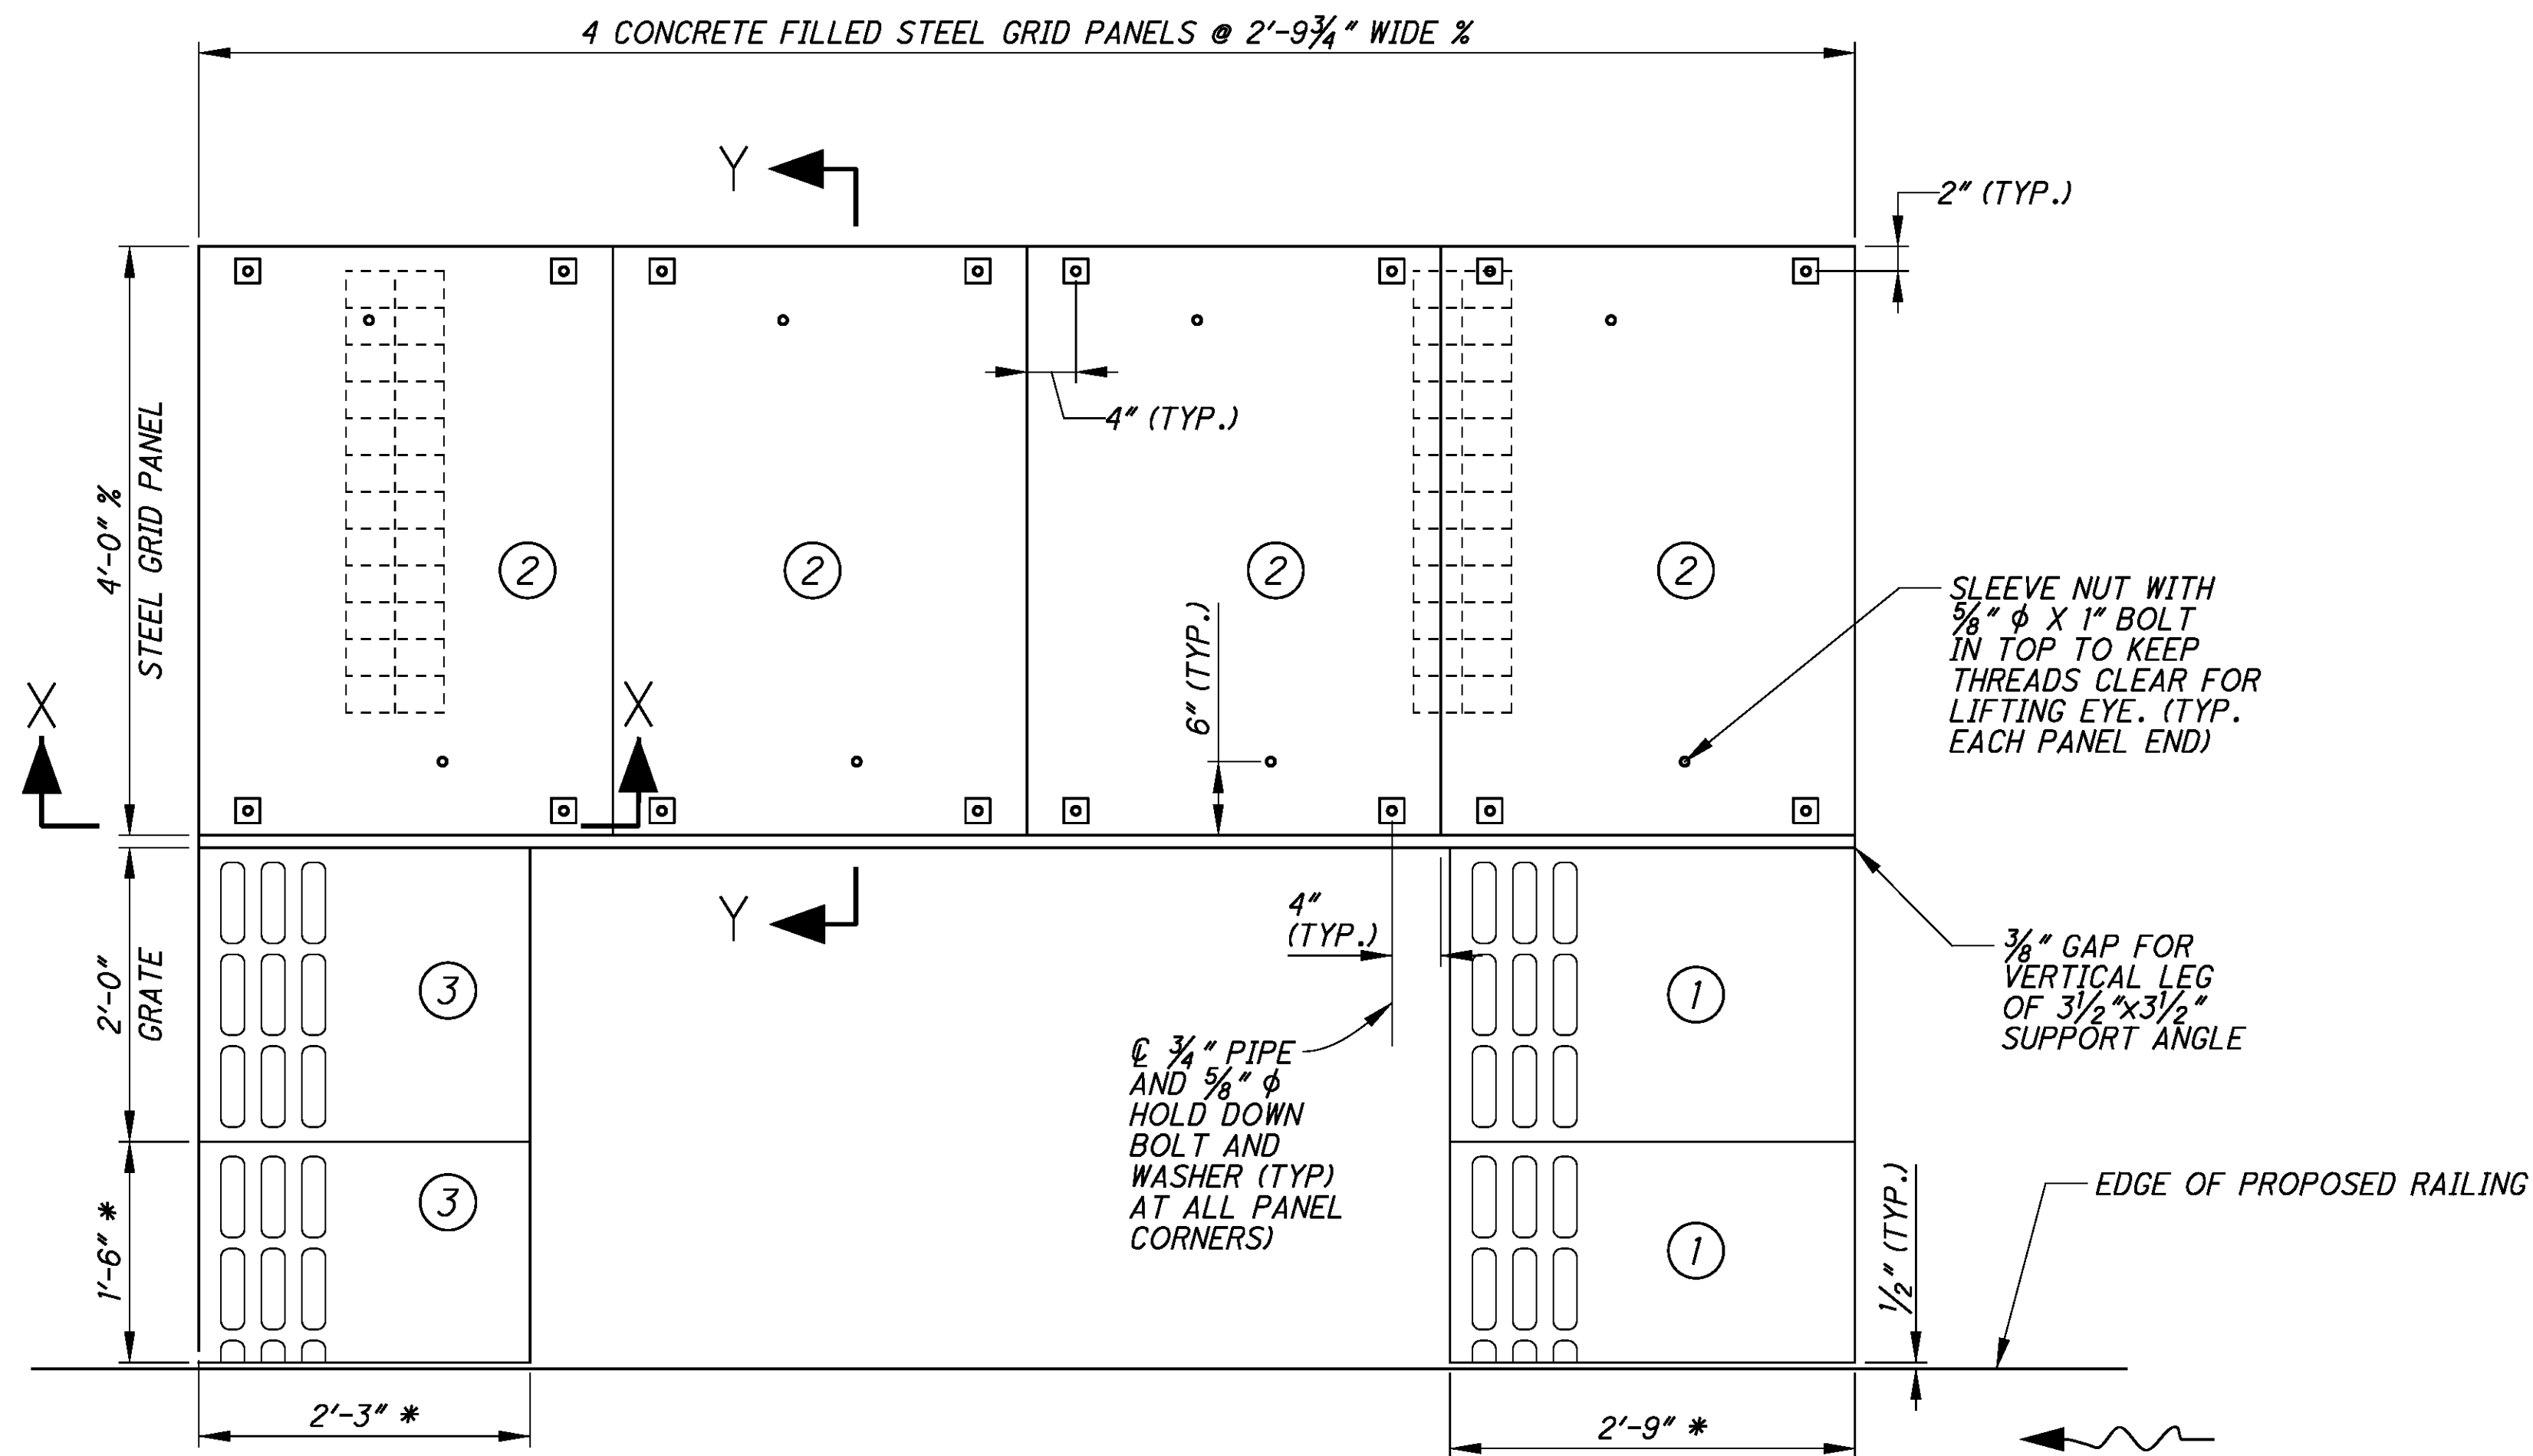 4 CONCRETE FILLED STEEL GRID PANELS @ 2'-9¾" WIDE %
Y
2" (TYP.)
4" (TYP.)
4'-0" %
STEEL GRID PANEL
2
2
2
2
SLEEVE NUT WITH
⅝" ϕ X 1" BOLT
IN TOP TO KEEP
THREADS CLEAR FOR
LIFTING EYE. (TYP.
EACH PANEL END)
6" (TYP.)
X
X
Y
4"
(TYP.)
2'-0"
GRATE
3
1
⅜" GAP FOR
VERTICAL LEG
OF 3½"x3½"
SUPPORT ANGLE
℄ ¾" PIPE
AND ⅝" ϕ
HOLD DOWN
BOLT AND
WASHER (TYP)
AT ALL PANEL
CORNERS)
1'-6" *
3
1
½" (TYP.)
EDGE OF PROPOSED RAILING
2'-3" *
2'-9" *